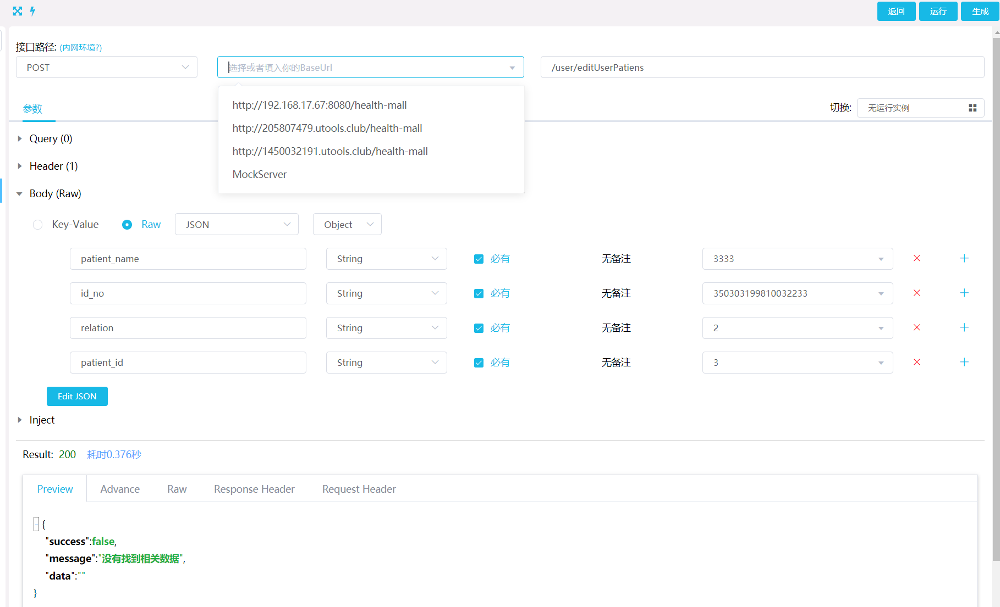 返回 运行 生成
接口路径: (内网环境?)
POST 选择或者填入你的BaseUrl /user/editUserPatiens
http://192.168.17.67:8080/health-mall
http://205807479.utools.club/health-mall
http://1450032191.utools.club/health-mall
MockServer
参数 切换: 无运行实例
Query (0)
Header (1)
Body (Raw)
Key-Value Raw JSON Object
patient_name String 必有 无备注 3333
id_no String 必有 无备注 350303199810032233
relation String 必有 无备注 2
patient_id String 必有 无备注 3
Edit JSON
Inject
Result: 200 耗时0.376秒
Preview Advance Raw Response Header Request Header
{
"success":false,
"message":"没有找到相关数据",
"data":""
}